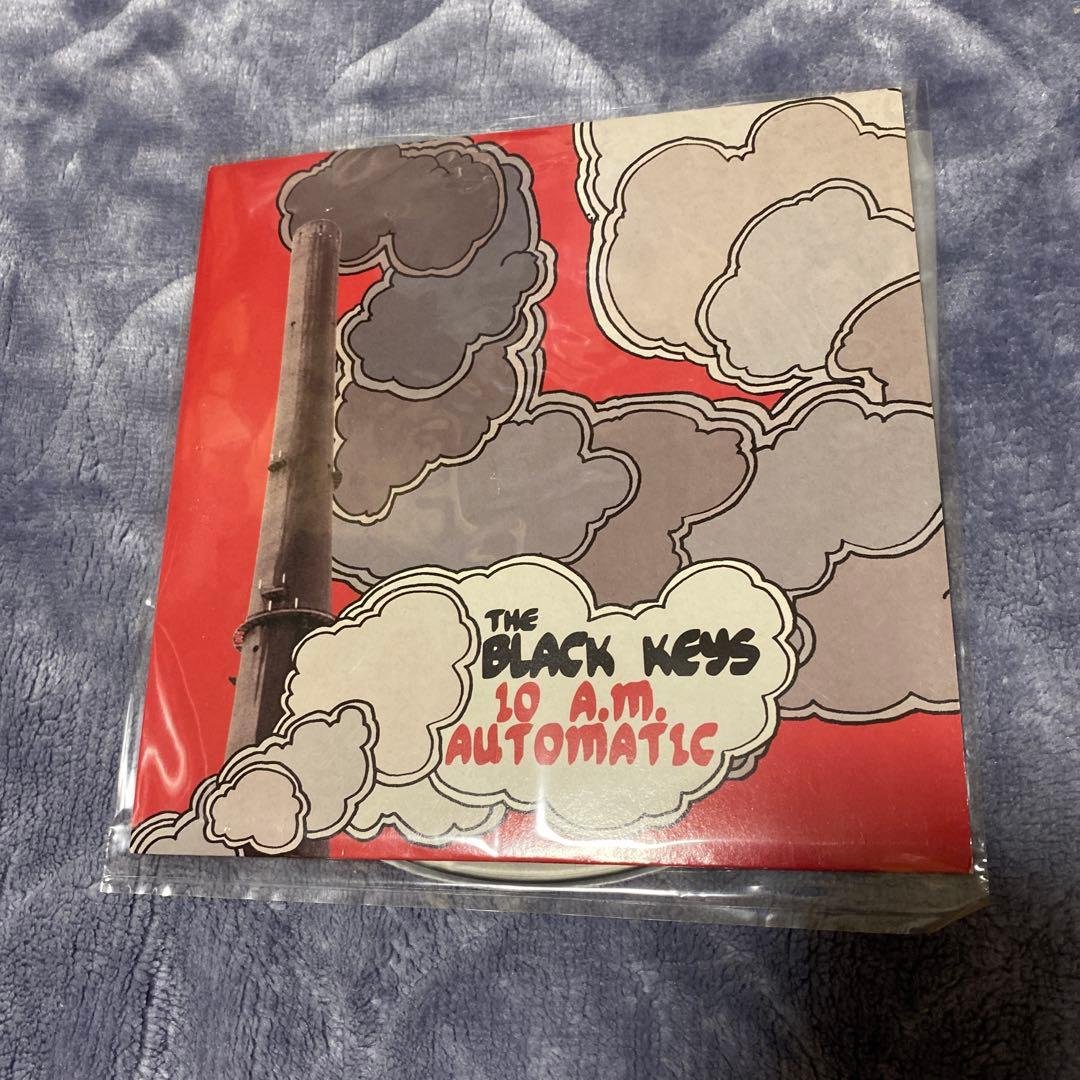 THE
BLACK KEYS
10 A.M.
AUTOMATIC